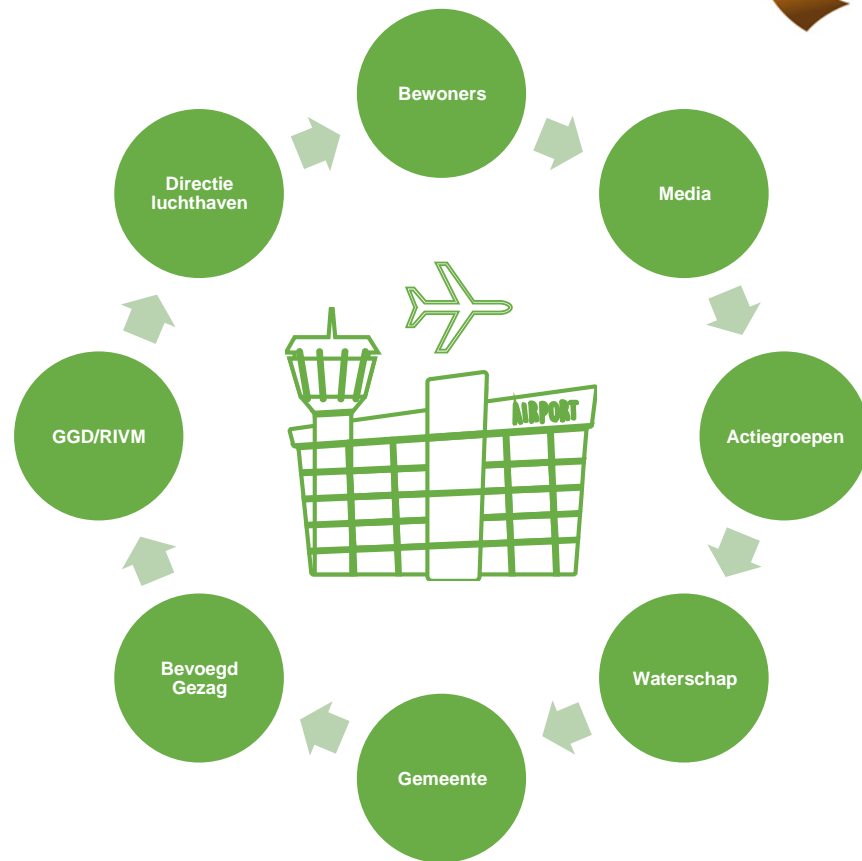 Bewoners
Media
Actiegroepen
Waterschap
Gemeente
Bevoegd
Gezag
GGD/RIVM
Directie
luchthaven
AIRPORT